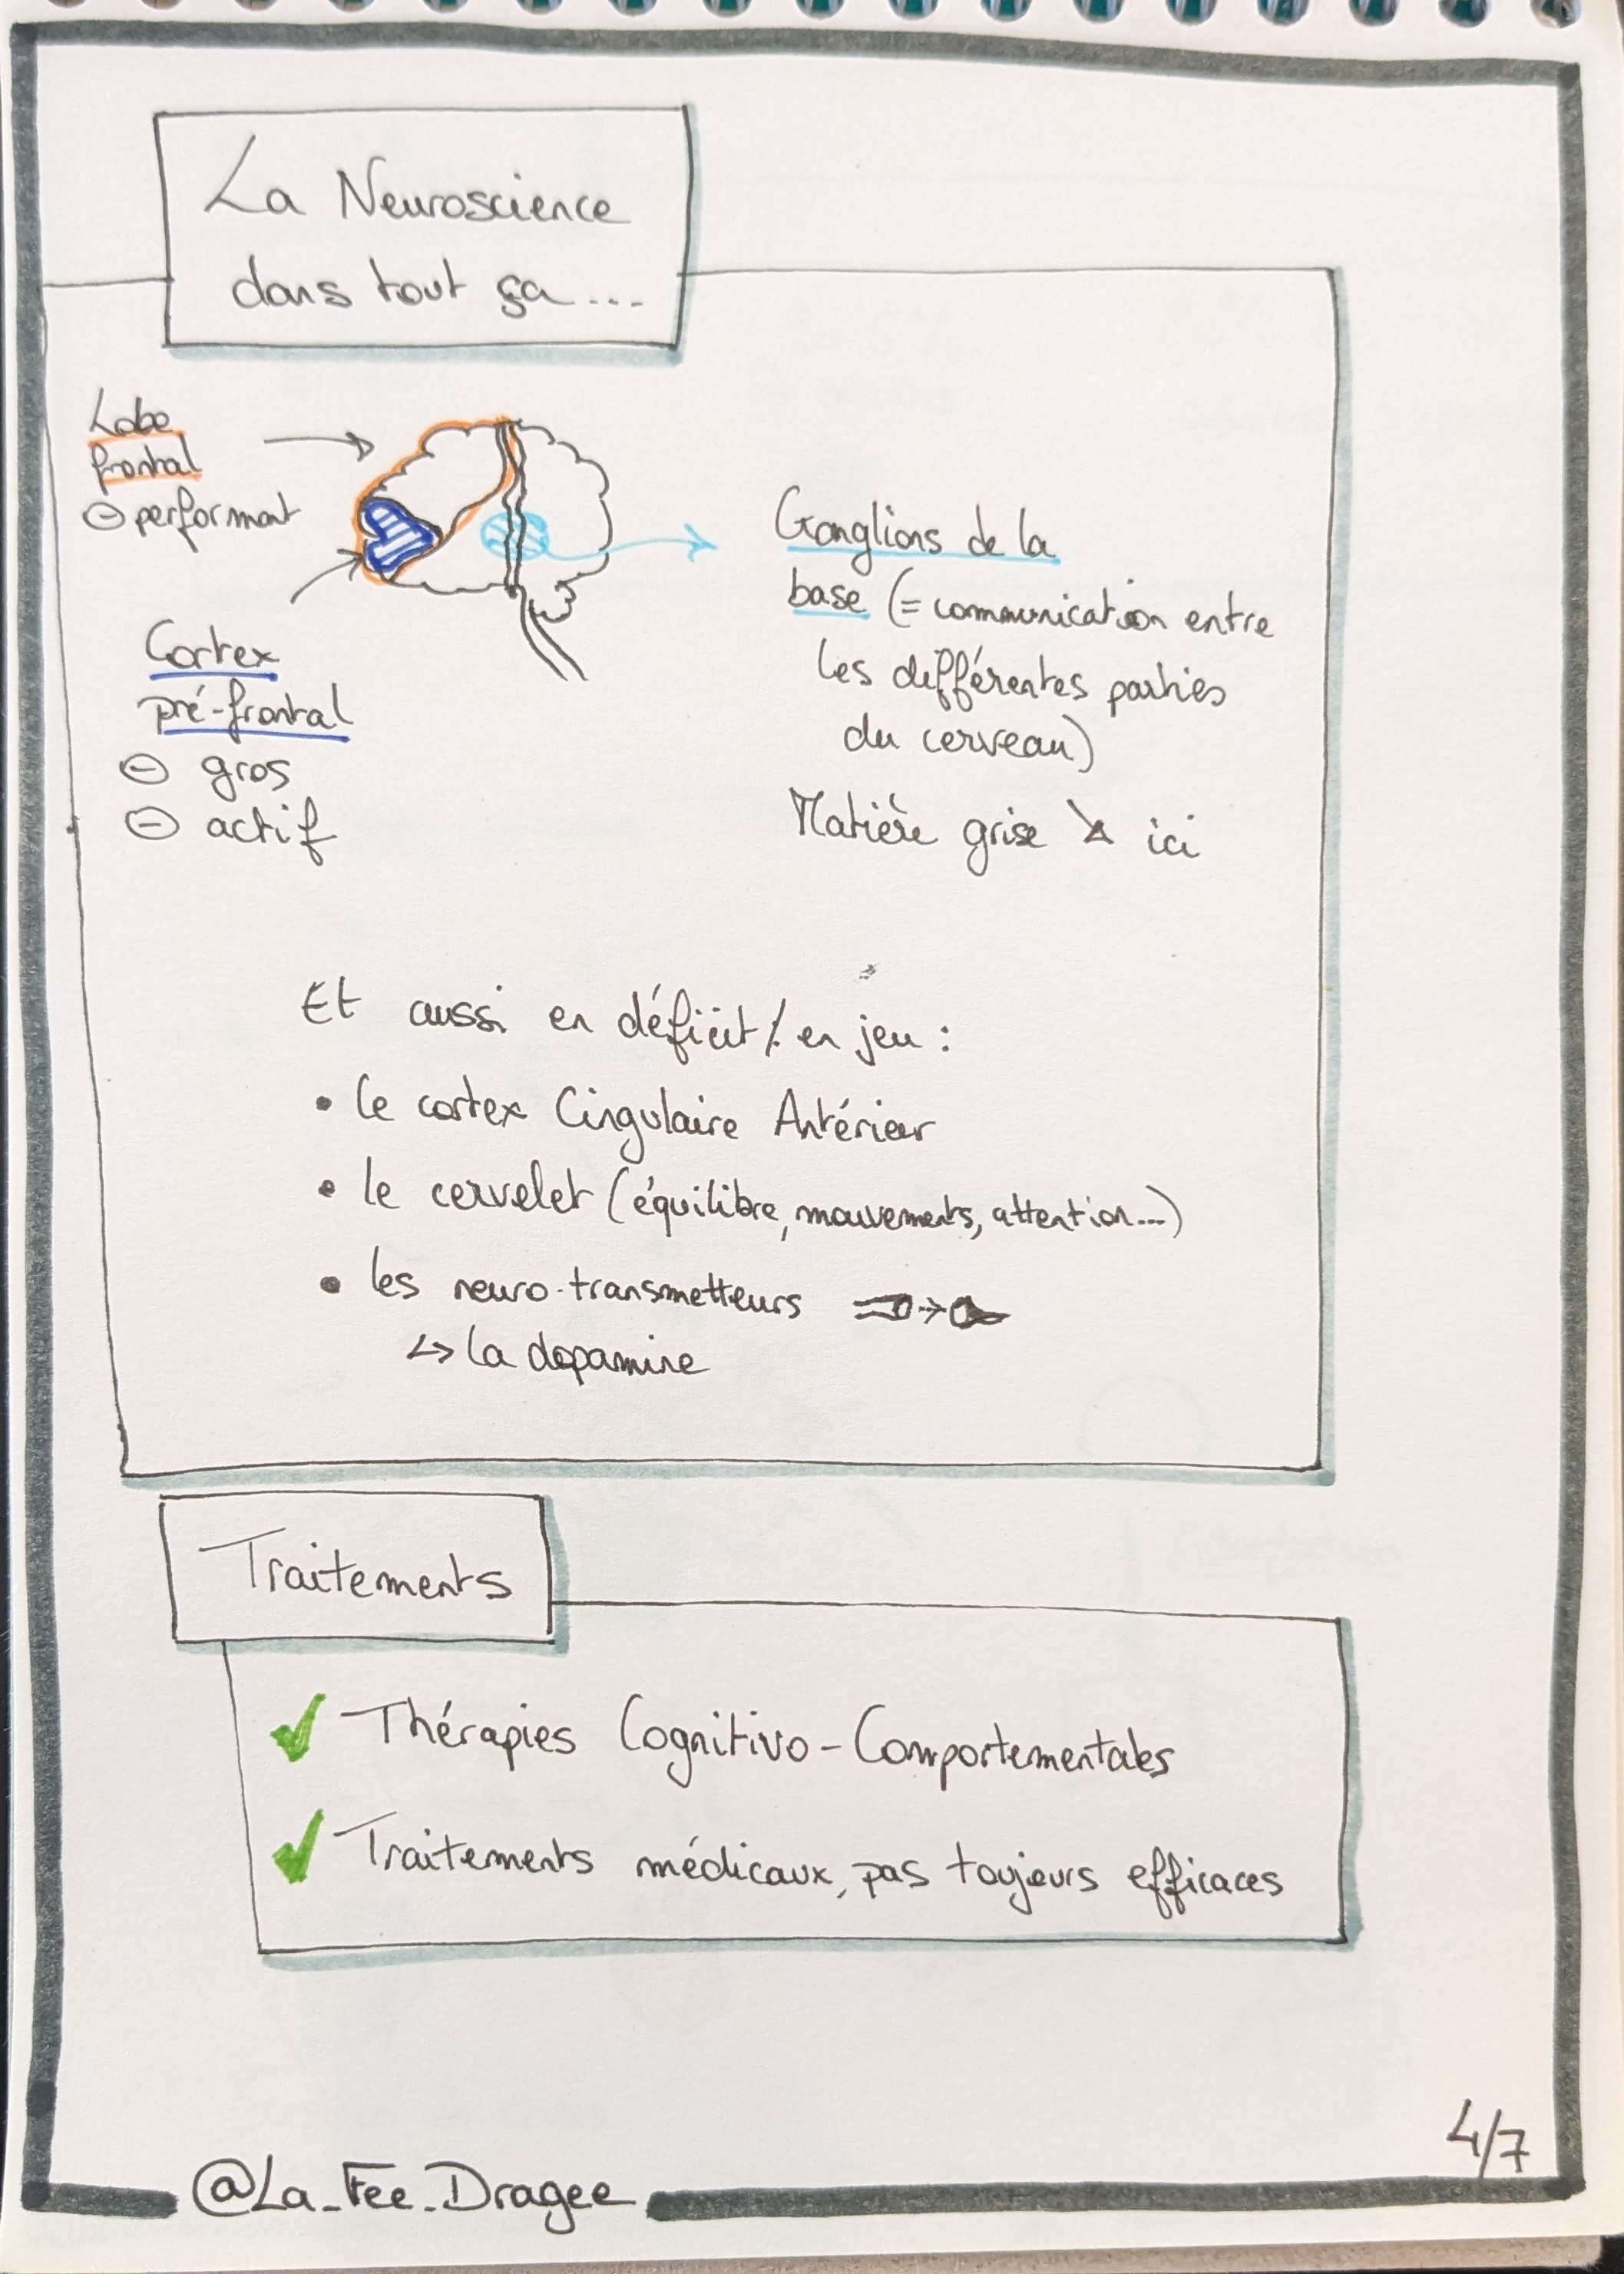 La Neuroscience
dans tout ça...
Lobe
frontal
⊖ performant
Cortex
pré-frontal
⊖ gros
⊖ actif
Ganglions de la
base (= communication entre
les différentes parties
du cerveau)
Matière grise ↘ ici
Et aussi en déficit / en jeu :
• le cortex Cingulaire Antérieur
• le cervelet (équilibre, mouvements, attention...)
• les neuro-transmetteurs
↳ la dopamine
Traitements
✓ Thérapies Cognitivo-Comportementales
✓ Traitements médicaux, pas toujours efficaces
4/7
@La_Fee_Dragee